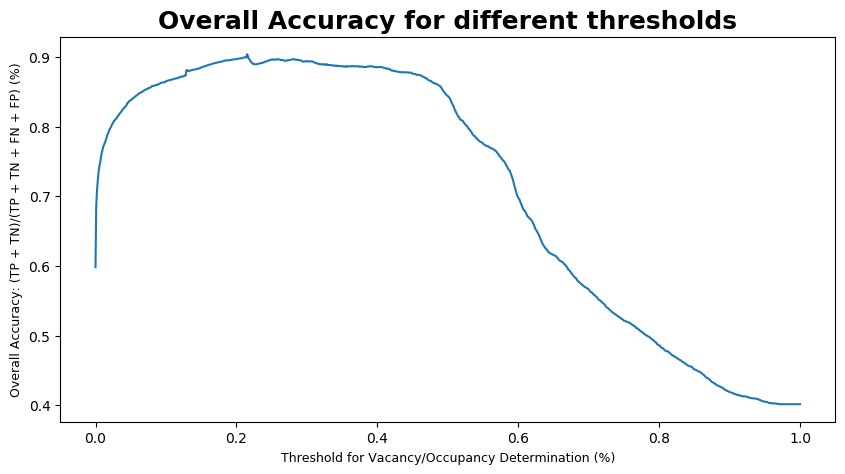 Overall Accuracy for different thresholds
Overall Accuracy: (TP + TN)/(TP + TN + FN + FP) (%)
0.9
0.8
0.7
0.6
0.5
0.4
0.0 0.2 0.4 0.6 0.8 1.0
Threshold for Vacancy/Occupancy Determination (%)